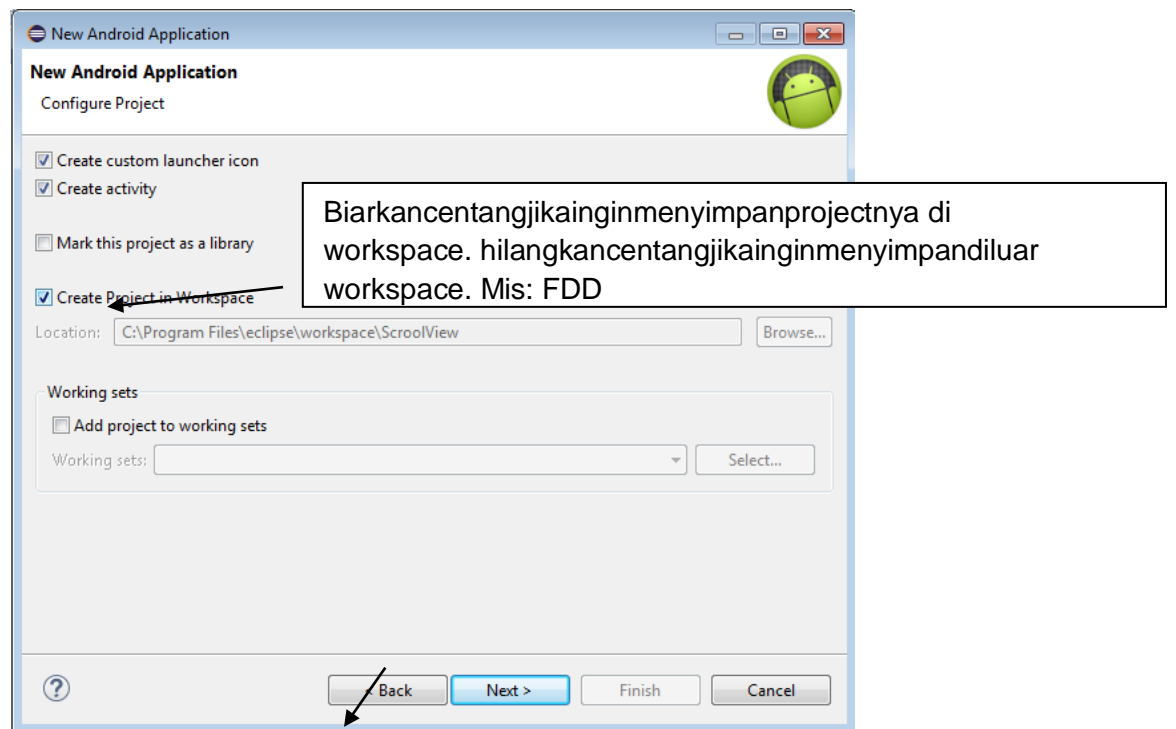 New Android Application
New Android Application
Configure Project
Create custom launcher icon
Create activity
Biarkancentangjikainginmenyimpanprojectnya di
workspace. hilangkancentangjikainginmenyimpandiluar
workspace. Mis: FDD
Mark this project as a library
Create Project in Workspace
Location: C:\Program Files\eclipse\workspace\ScroolView Browse...
Working sets
Add project to working sets
Working sets: Select...
? < Back Next > Finish Cancel